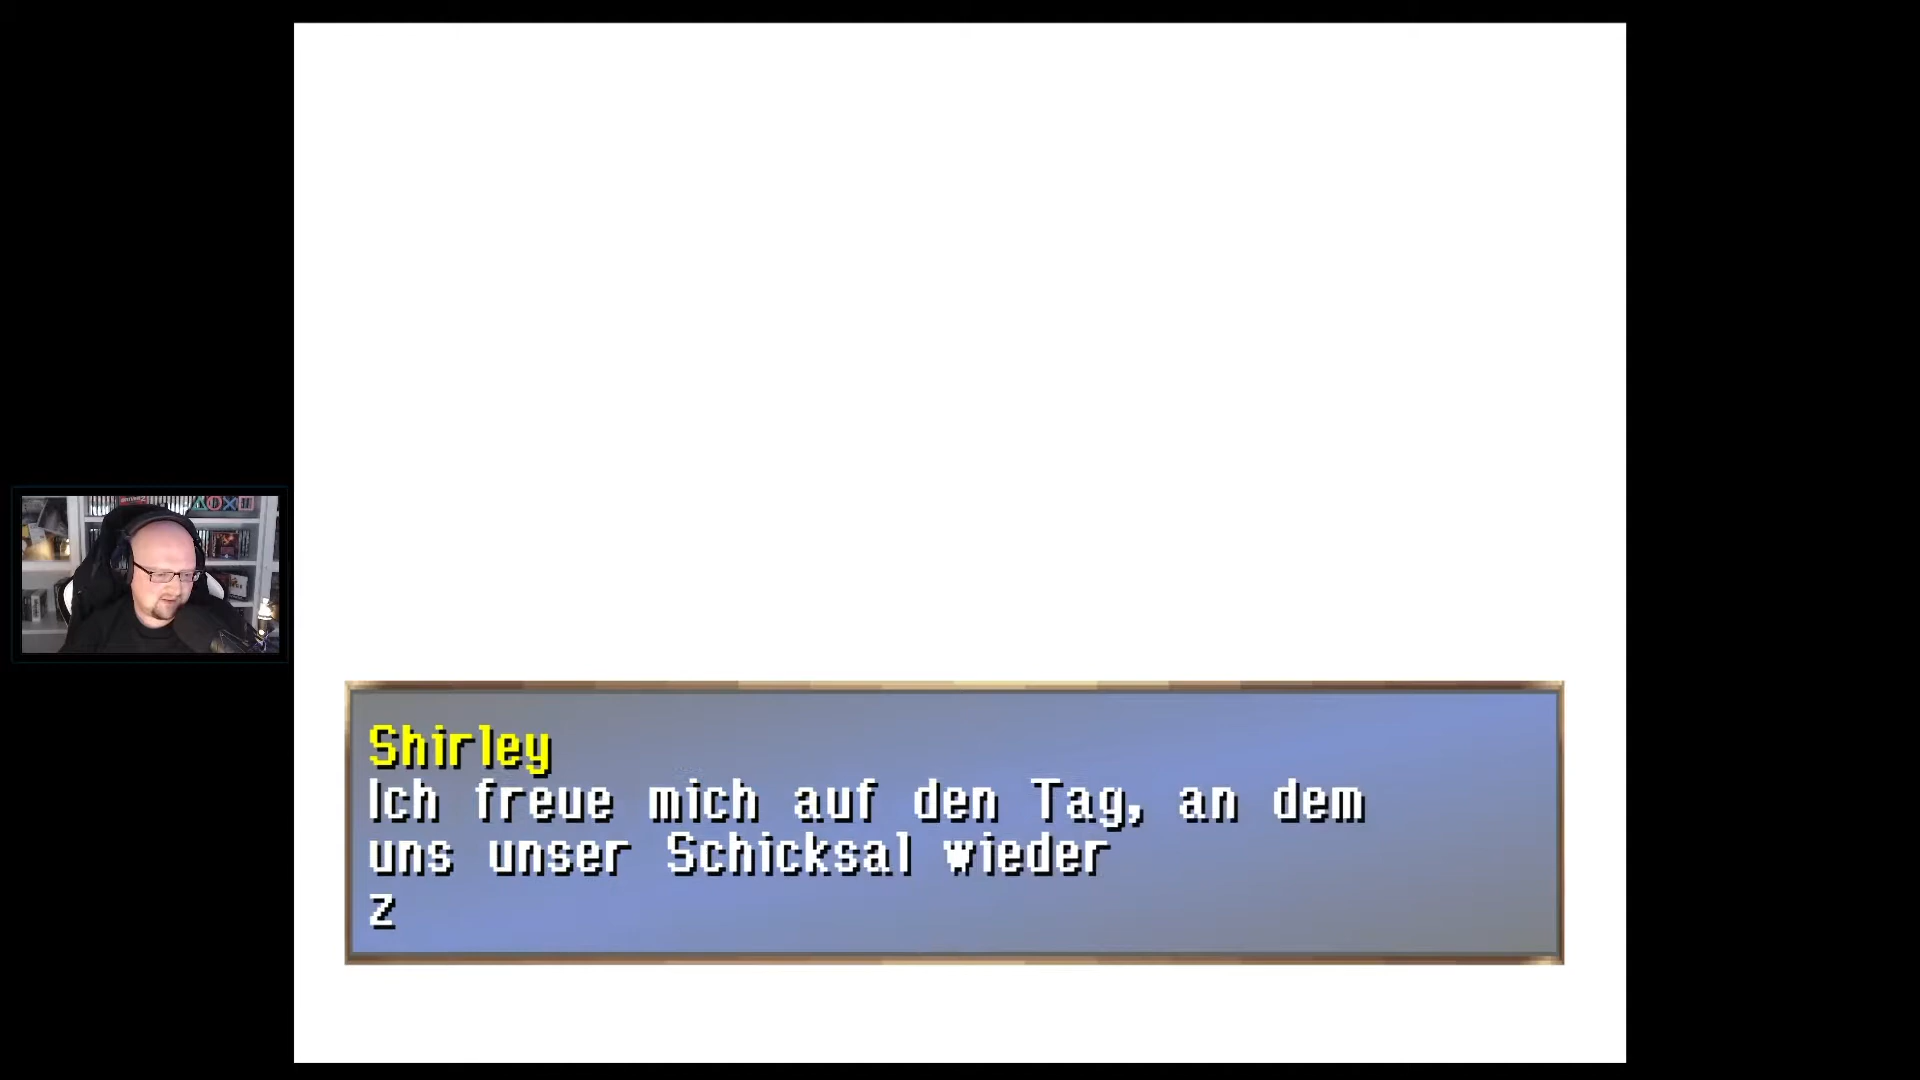 Shirley
Ich freue mich auf den Tag, an dem
uns unser Schicksal wieder
z